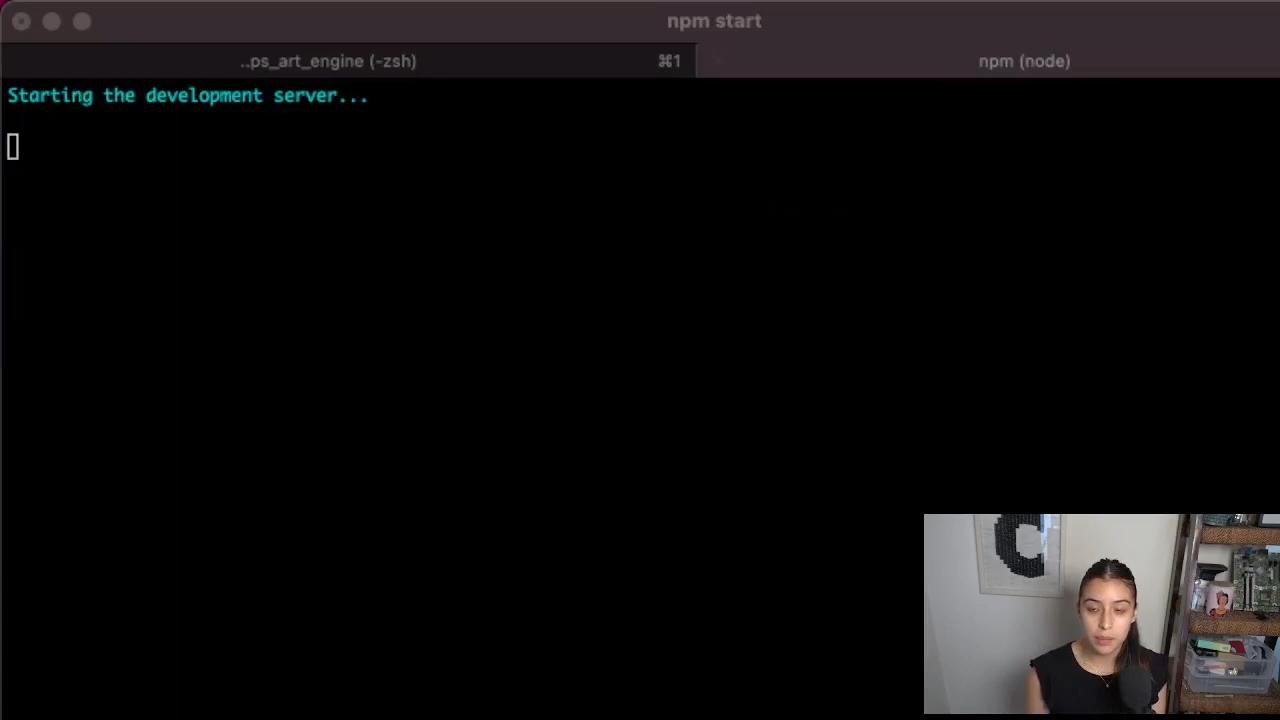 npm start
..ps_art_engine (-zsh) ⌘1 npm (node)
Starting the development server...